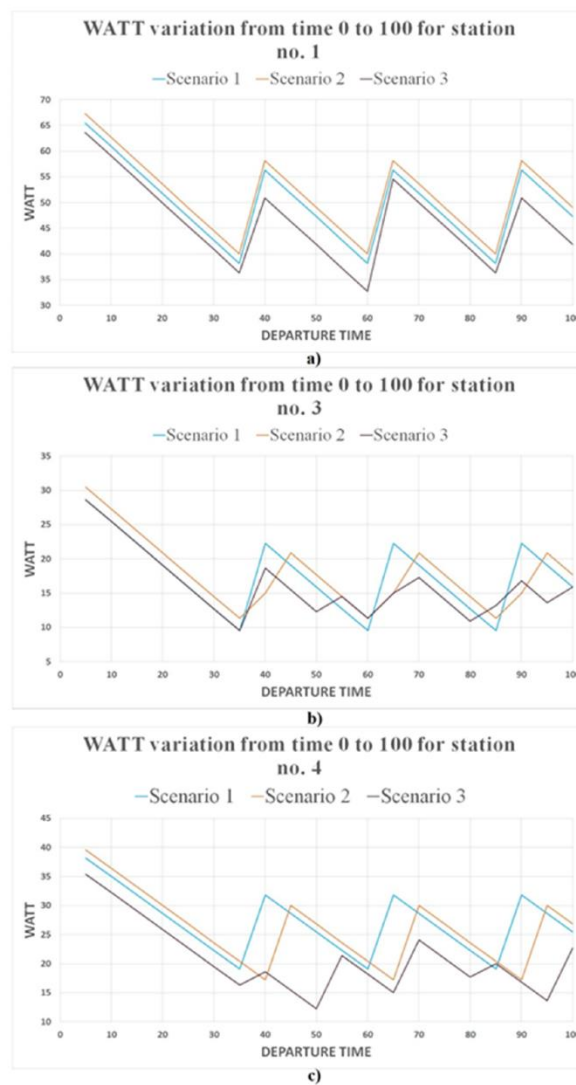 WATT variation from time 0 to 100 for station
no. 1
Scenario 1 Scenario 2 Scenario 3
70
65
60
55
50
45
40
35
30
WATT
0 10 20 30 40 50 60 70 80 90 100
DEPARTURE TIME
a)
WATT variation from time 0 to 100 for station
no. 3
Scenario 1 Scenario 2 Scenario 3
35
30
25
20
15
10
5
WATT
0 10 20 30 40 50 60 70 80 90 100
DEPARTURE TIME
b)
WATT variation from time 0 to 100 for station
no. 4
Scenario 1 Scenario 2 Scenario 3
45
40
35
30
25
20
15
10
WATT
0 10 20 30 40 50 60 70 80 90 100
DEPARTURE TIME
c)